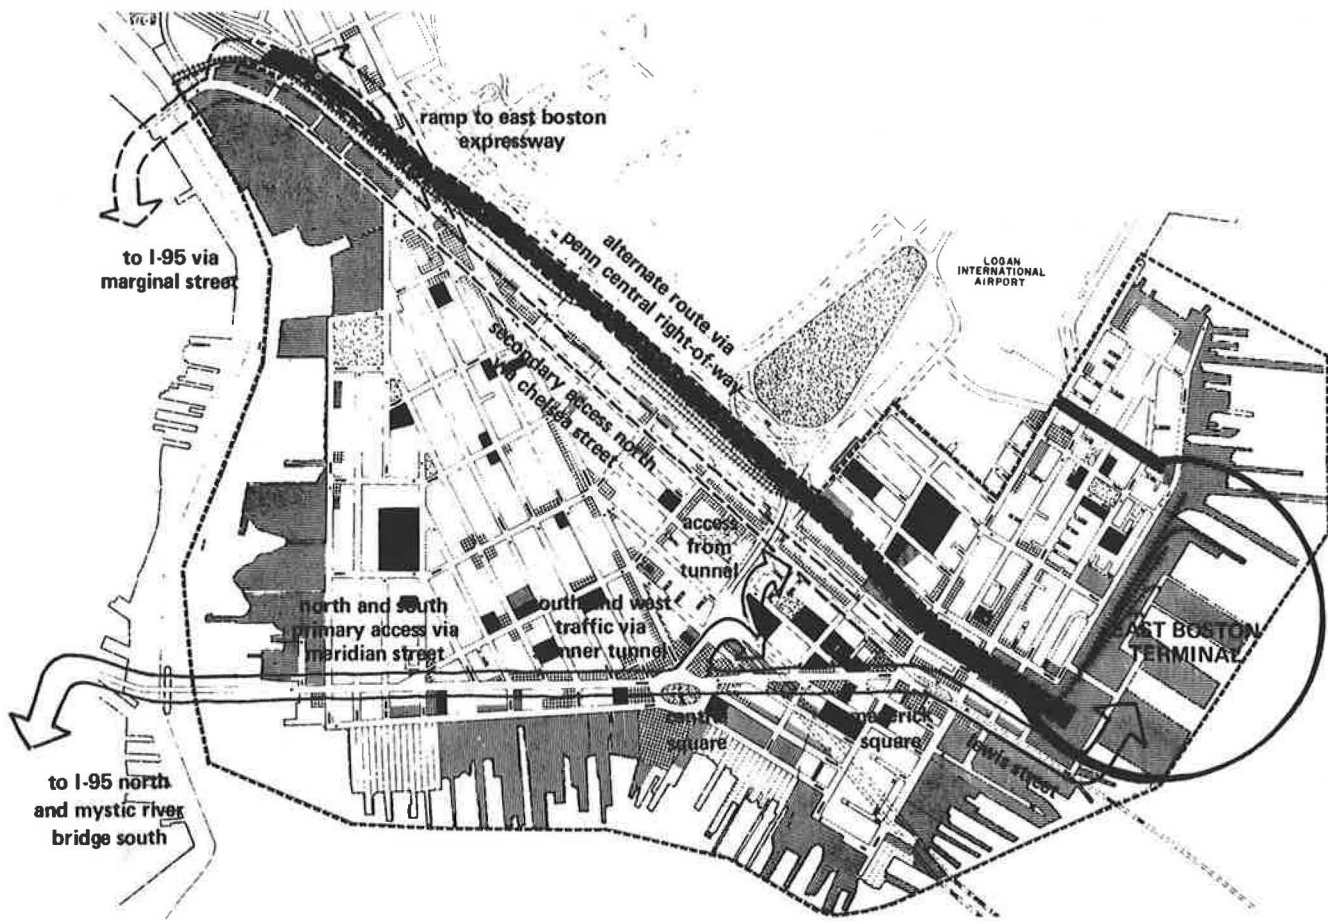 ramp to east boston
expressway
to I-95 via
marginal street
alternate route via
penn central right-of-way
LOGAN
INTERNATIONAL
AIRPORT
secondary access north
via chelsea street
access
from
tunnel
north and south
primary access via
meridian street
south and west
traffic via
inner tunnel
EAST BOSTON
TERMINAL
central
square
maverick
square
lewis street
to I-95 north
and mystic river
bridge south